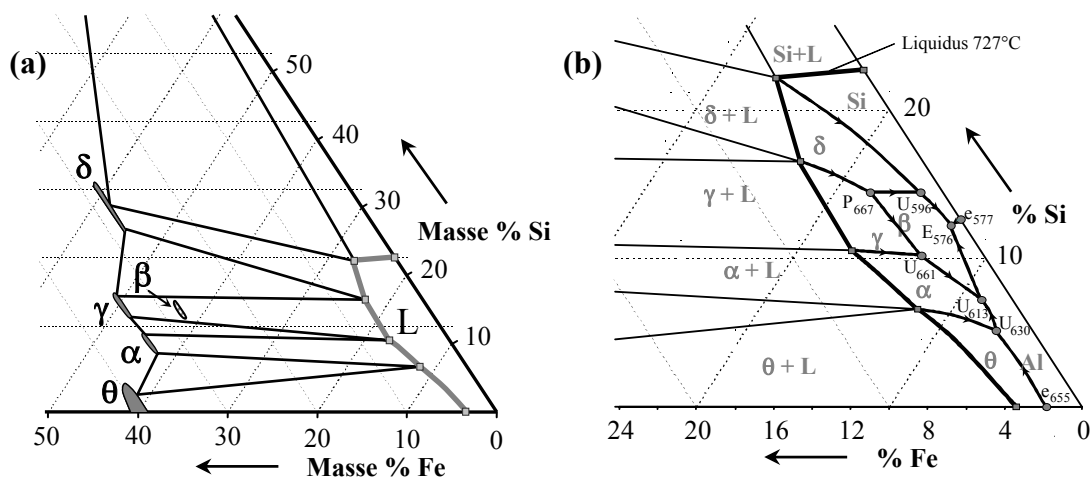 (a)
50
40
30
20
10
Masse % Si
δ
β
γ
α
θ
L
50
40
30
20
10
0
Masse % Fe
(b)
Liquidus 727°C
Si+L
Si
20
δ + L
δ
% Si
γ + L
P667
U596
e577
β
E576
10
γ
U661
α + L
α
U613
U630
θ + L
θ
Al
e655
24
20
16
12
8
4
0
% Fe